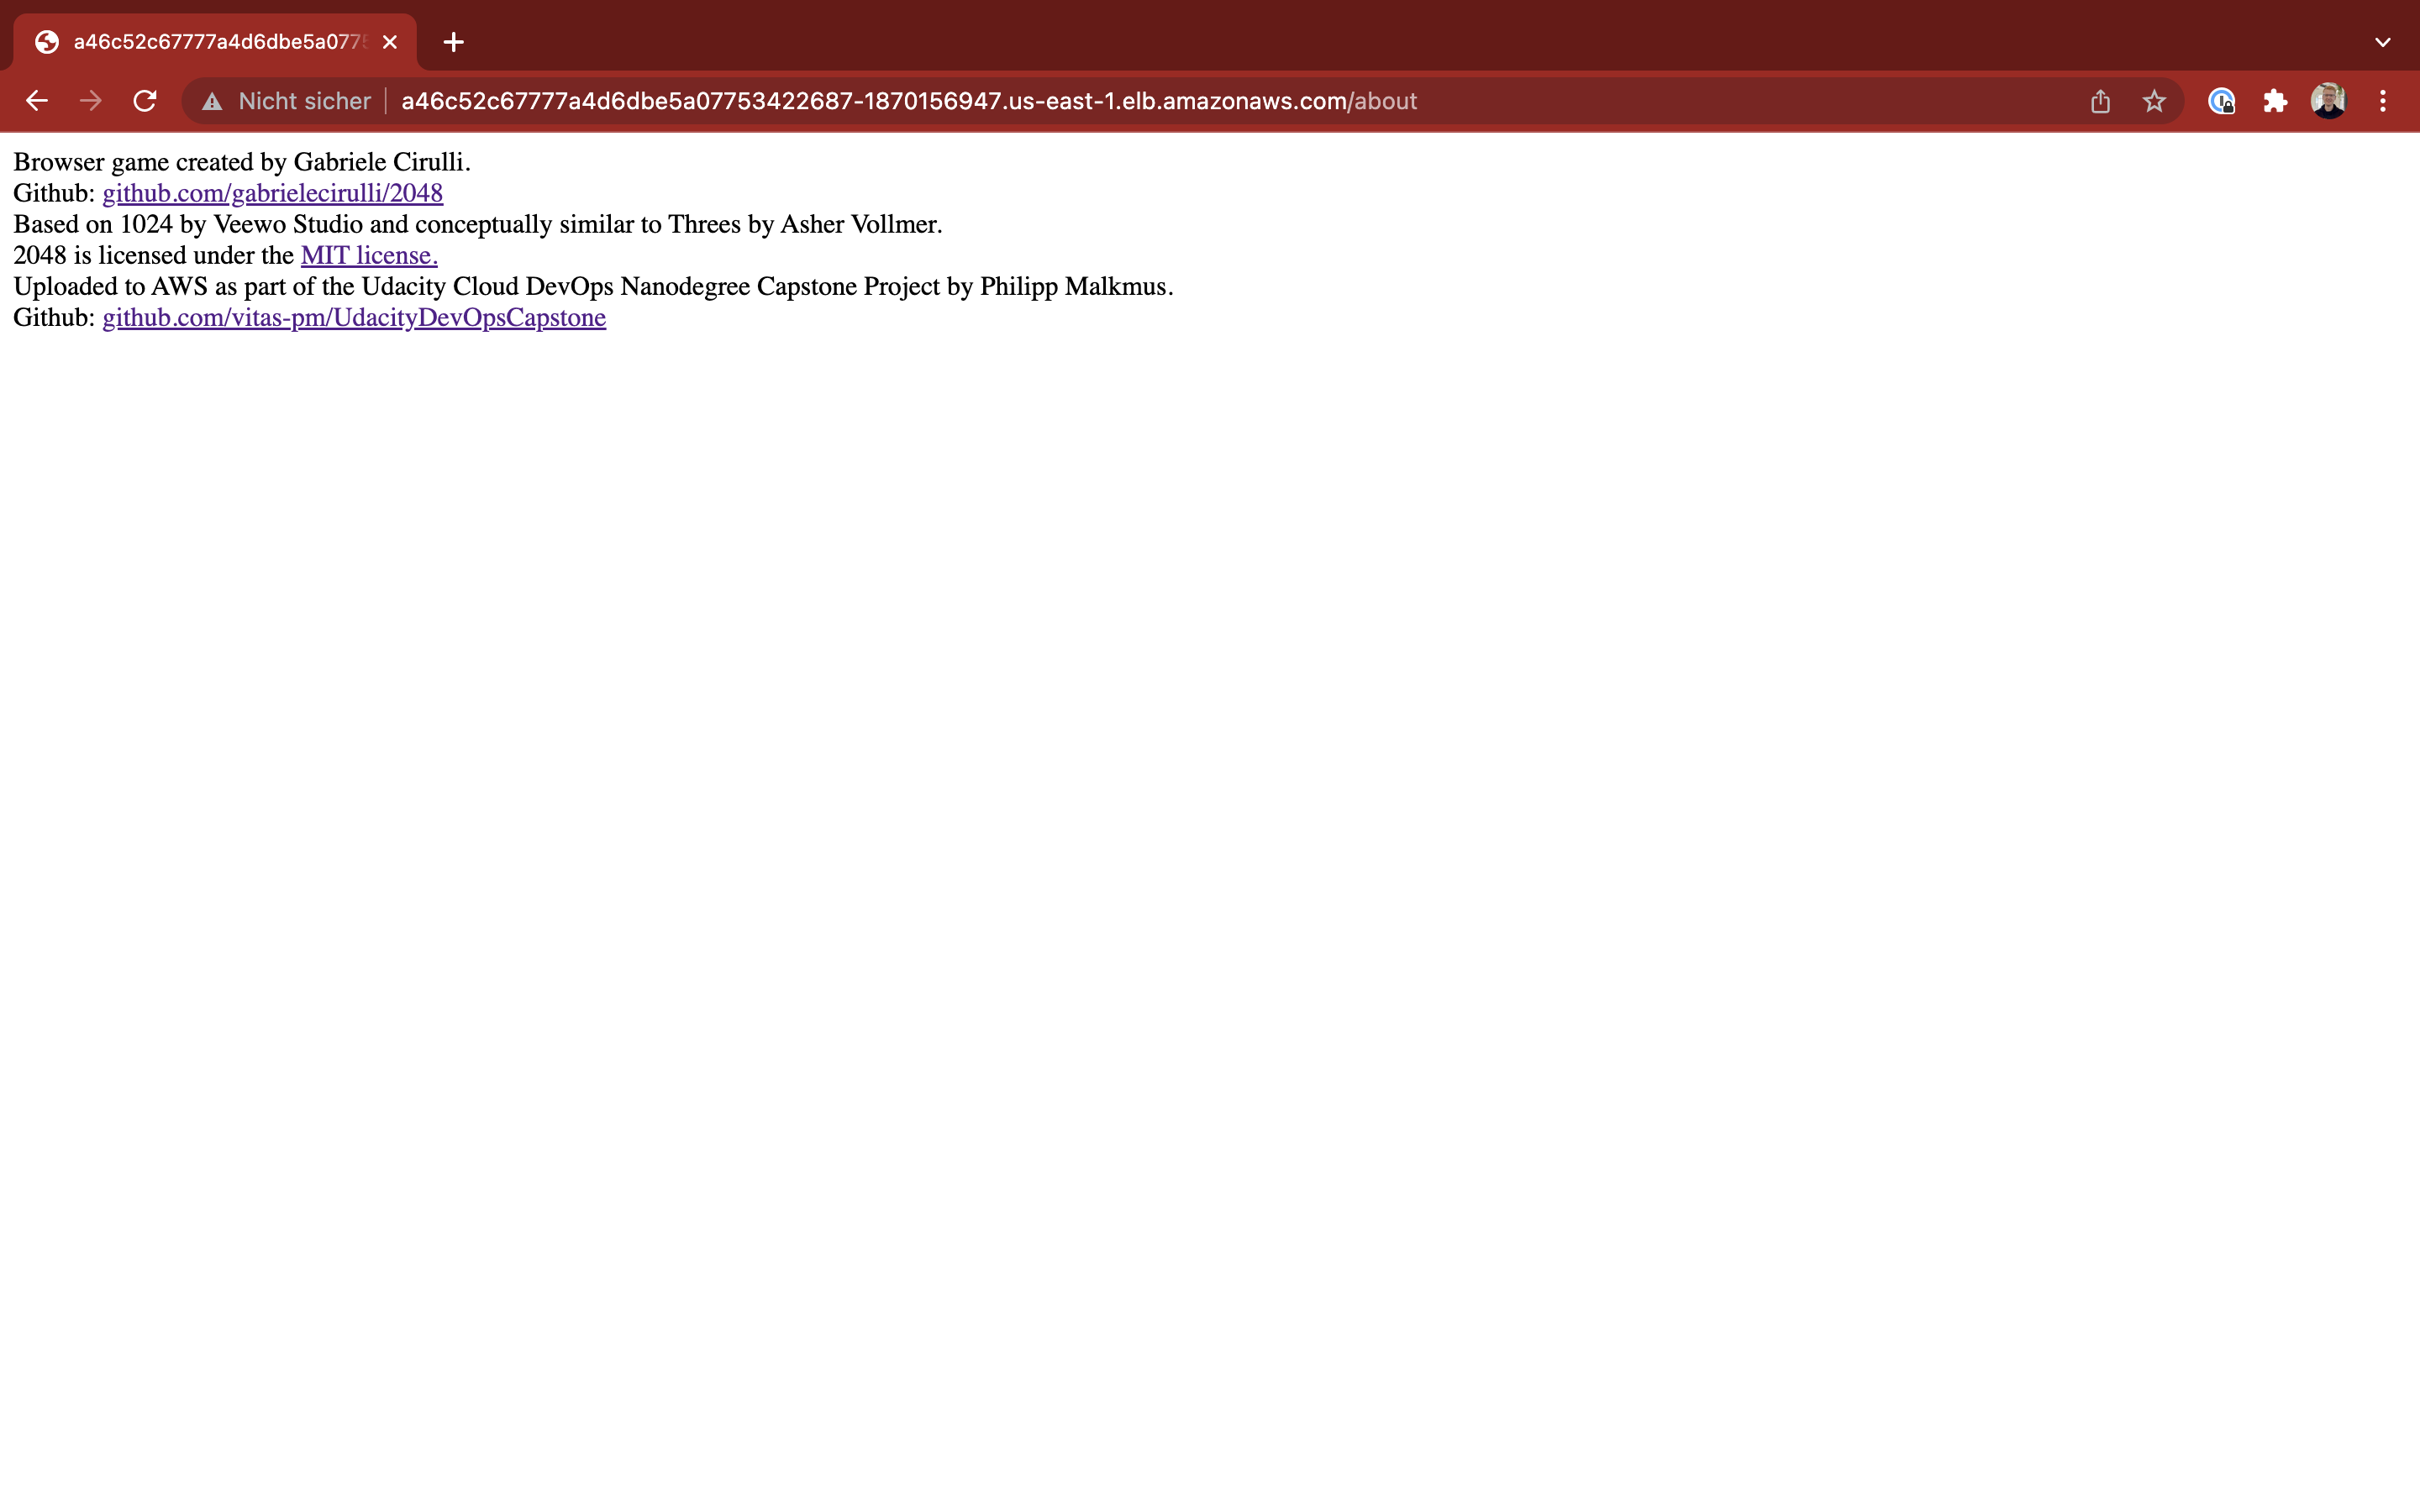 a46c52c67777a4d6dbe5a0775
Nicht sicher a46c52c67777a4d6dbe5a07753422687-1870156947.us-east-1.elb.amazonaws.com/about
Browser game created by Gabriele Cirulli.
Github: github.com/gabrielecirulli/2048
Based on 1024 by Veewo Studio and conceptually similar to Threes by Asher Vollmer.
2048 is licensed under the MIT license.
Uploaded to AWS as part of the Udacity Cloud DevOps Nanodegree Capstone Project by Philipp Malkmus.
Github: github.com/vitas-pm/UdacityDevOpsCapstone